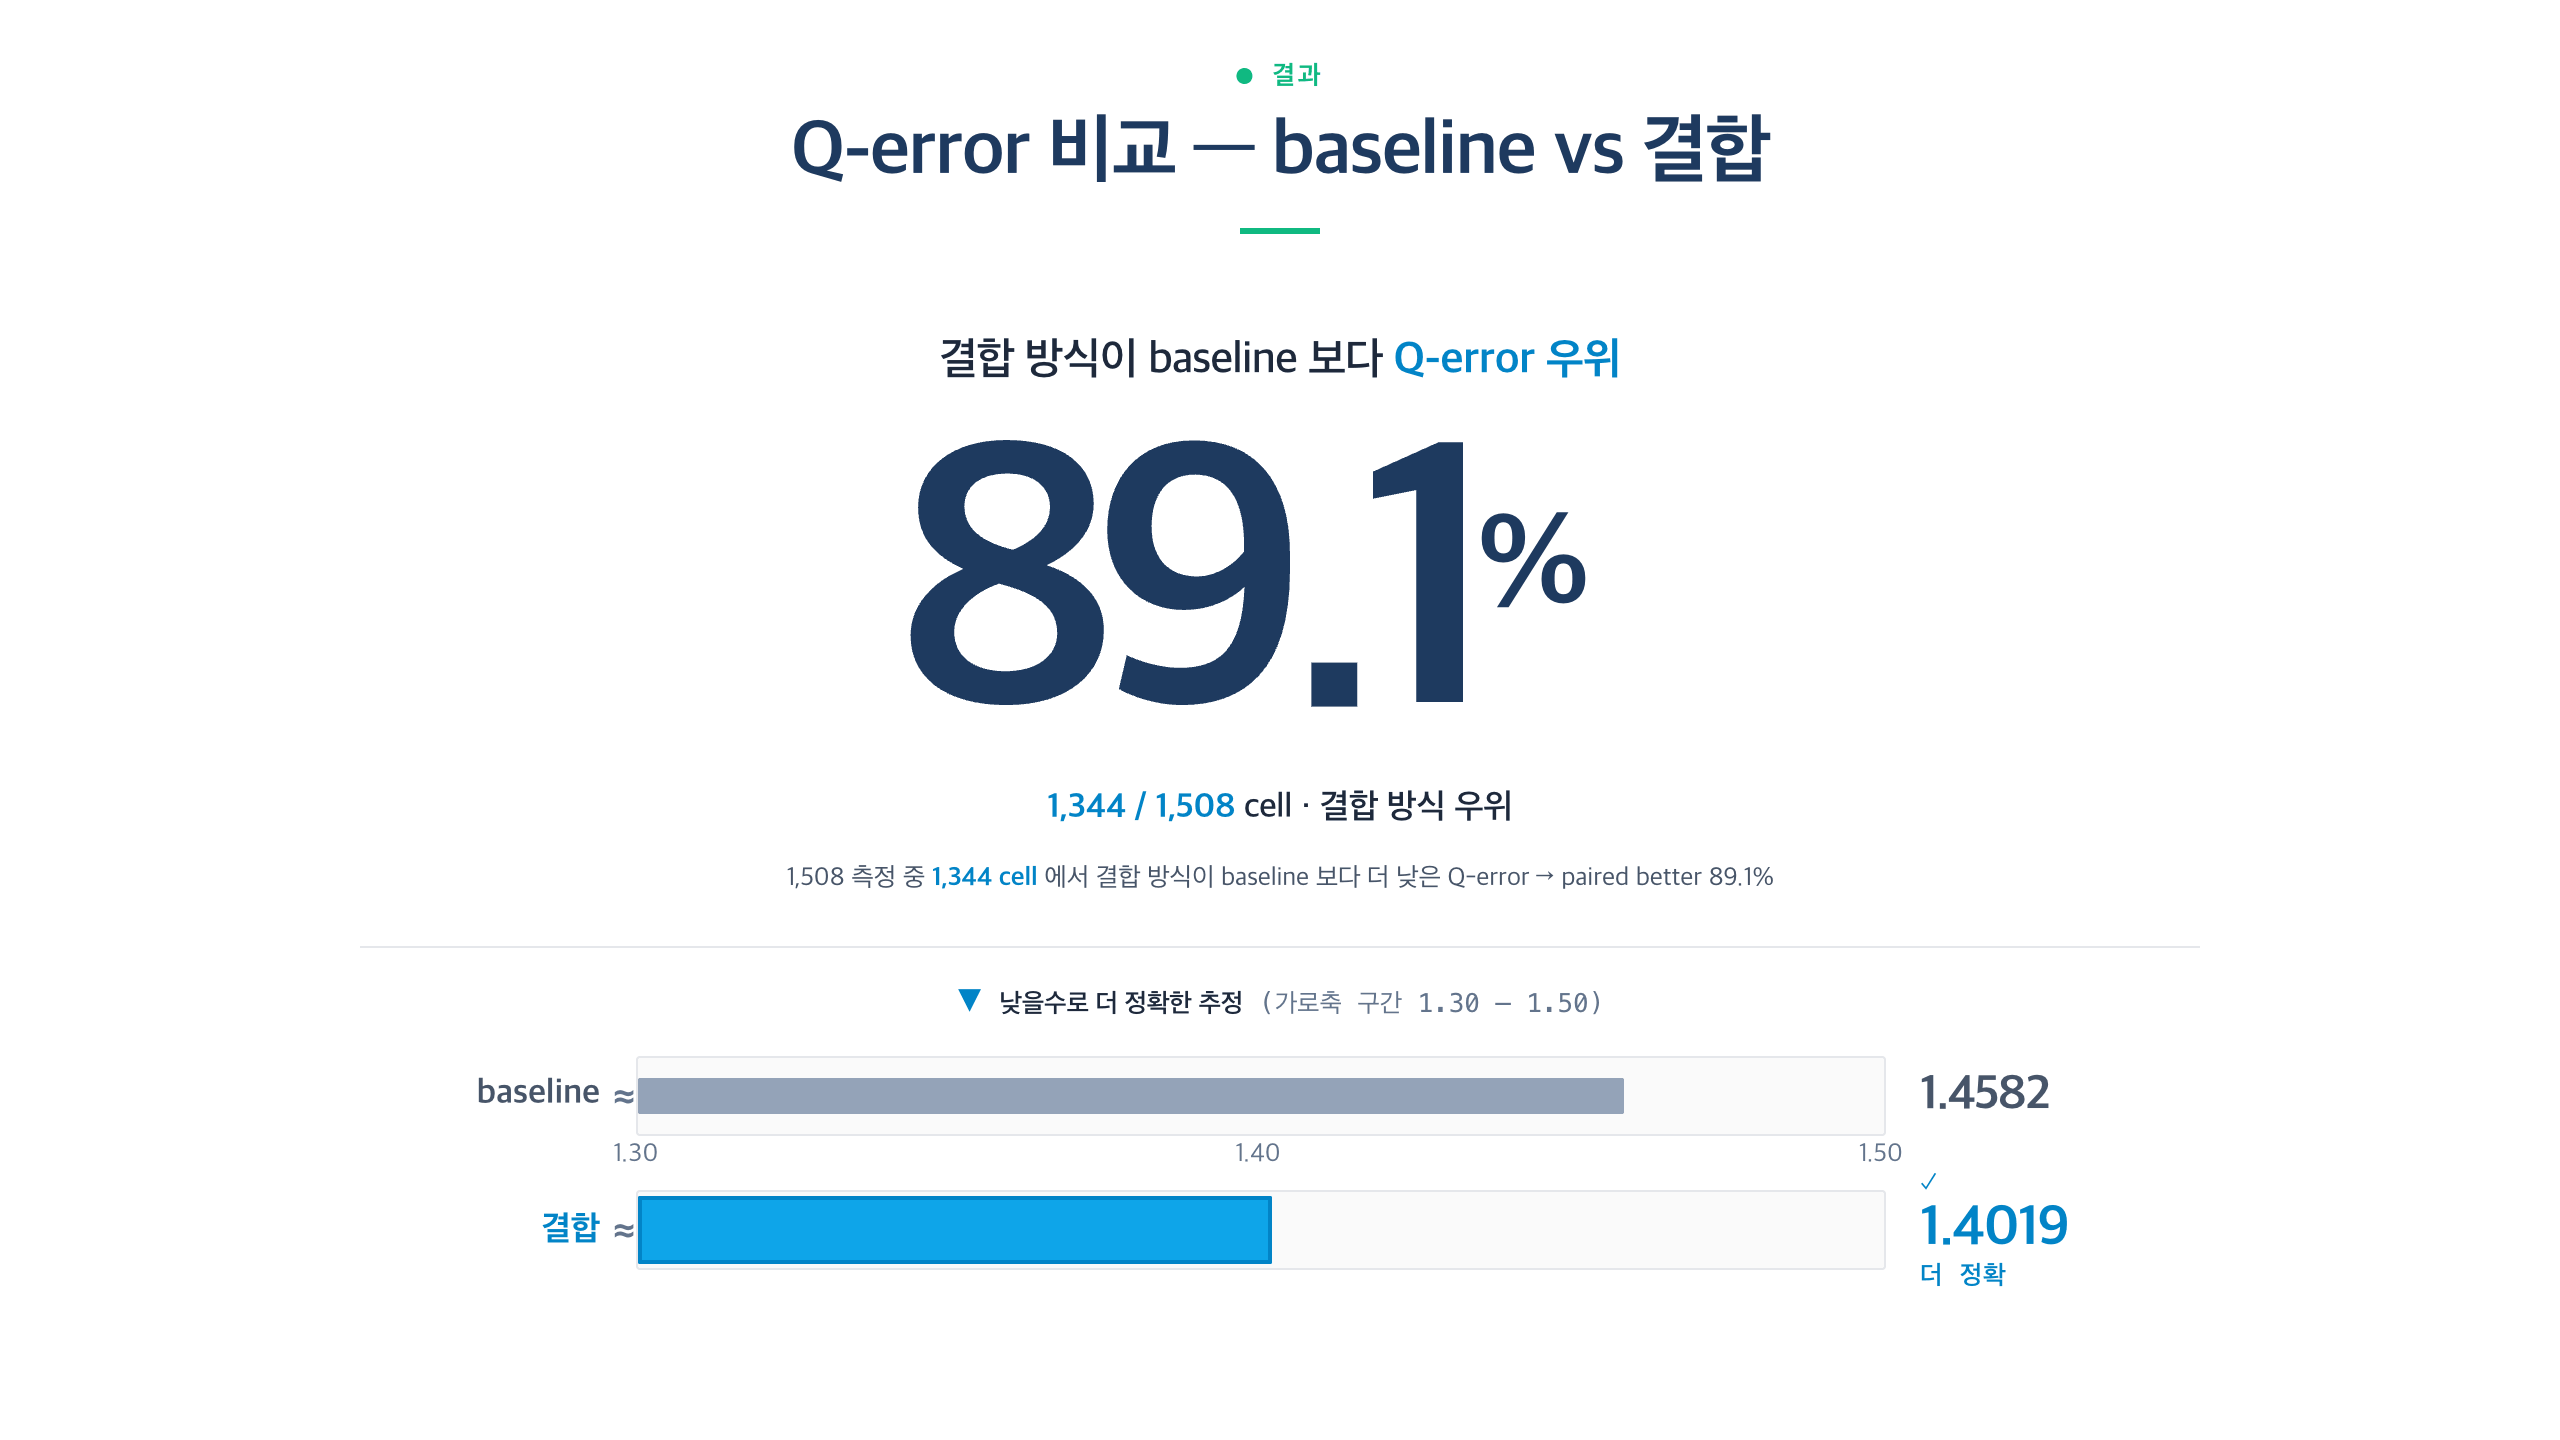 ● 결과
Q-error 비교 — baseline vs 결합
결합 방식이 baseline 보다 Q-error 우위
89.1%
1,344 / 1,508 cell · 결합 방식 우위
1,508 측정 중 1,344 cell 에서 결합 방식이 baseline 보다 더 낮은 Q-error → paired better 89.1%
▼ 낮을수로 더 정확한 추정 (가로축 구간 1.30 – 1.50)
baseline ≈ 1.4582
1.30 1.40 1.50
✓
결합 ≈ 1.4019
더 정확